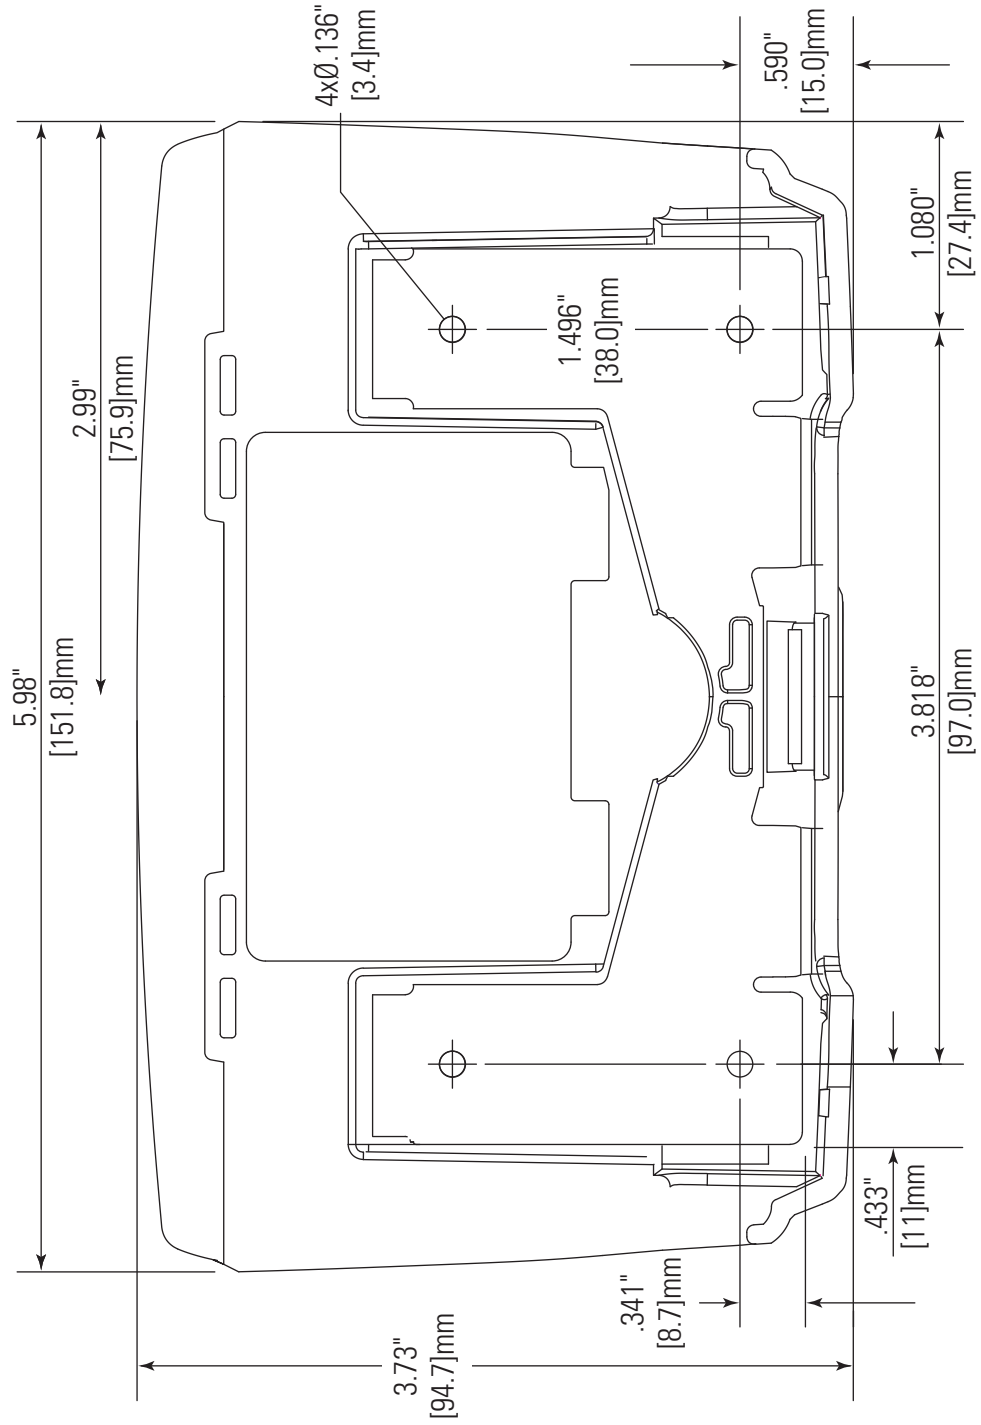 5.98"
[151.8]mm
2.99"
[75.9]mm
4xØ.136"
[3.4]mm
1.496"
[38.0]mm
.590"
[15.0]mm
1.080"
[27.4]mm
3.818"
[97.0]mm
.433"
[11]mm
.341"
[8.7]mm
3.73"
[94.7]mm